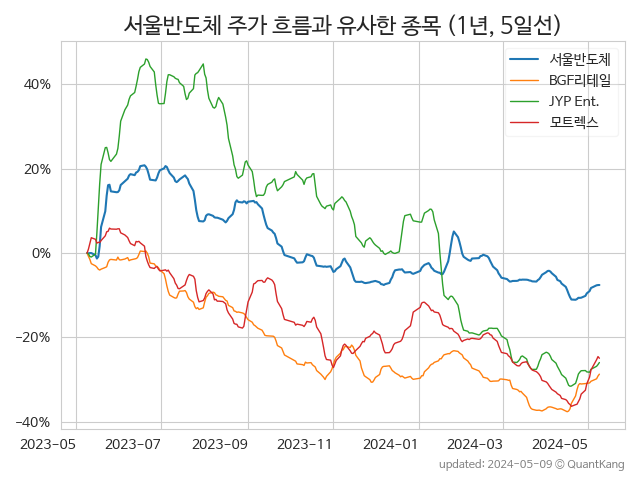 서울반도체 주가 흐름과 유사한 종목 (1년, 5일선)
서울반도체
BGF리테일
JYP Ent.
모트렉스
40%
20%
0%
−20%
−40%
2023-05 2023-07 2023-09 2023-11 2024-01 2024-03 2024-05
updated: 2024-05-09 © QuantKang